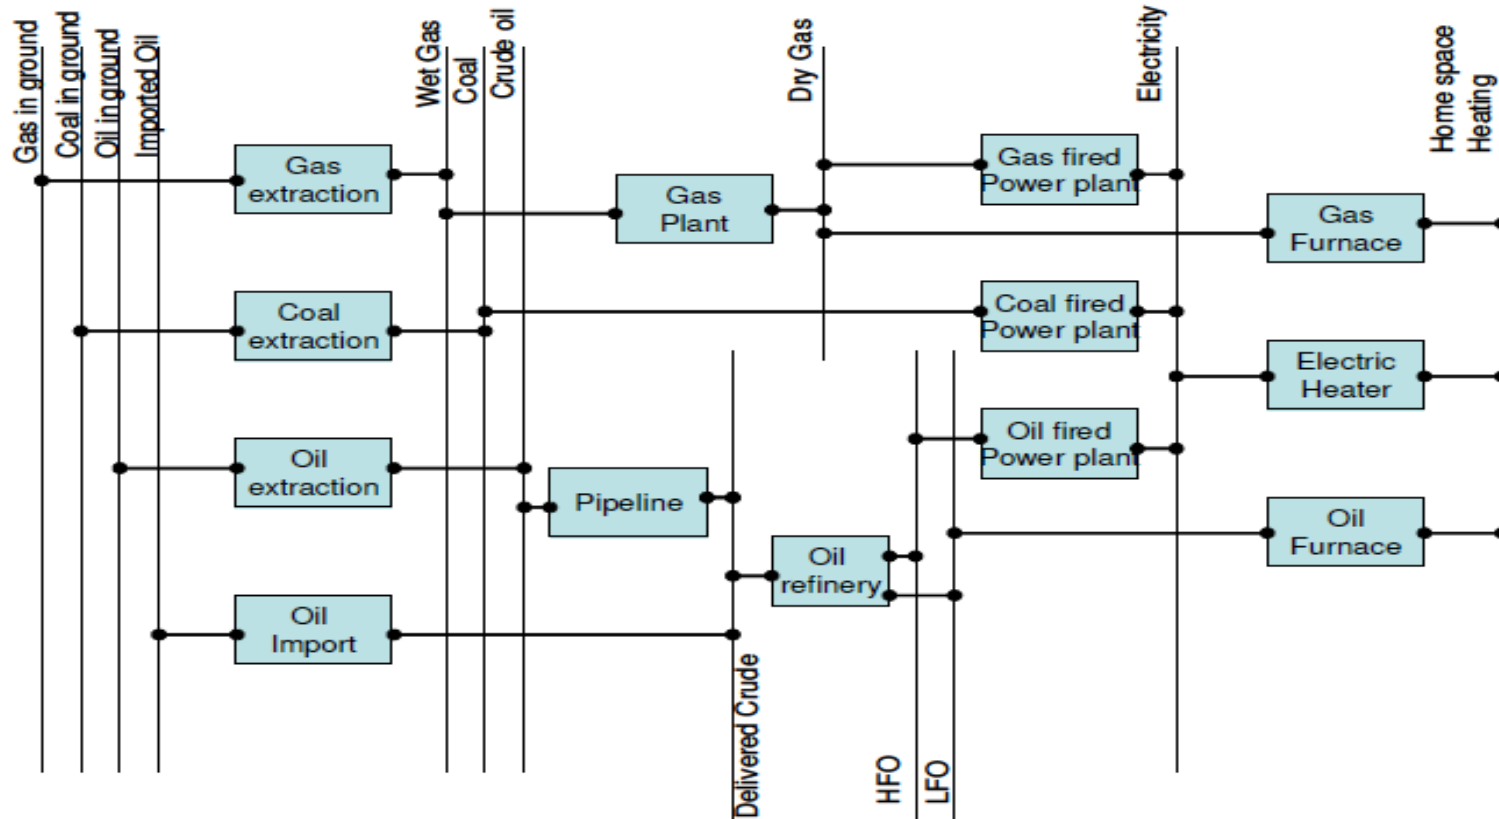 Gas in ground
Coal in ground
Oil in ground
Imported Oil
Wet Gas
Coal
Crude oil
Dry Gas
Electricity
Home space
Heating
Gas
extraction
Gas
Plant
Gas fired
Power plant
Gas
Furnace
Coal
extraction
Coal fired
Power plant
Electric
Heater
Oil
extraction
Pipeline
Oil fired
Power plant
Oil
refinery
Oil
Furnace
Oil
Import
Delivered Crude
HFO
LFO